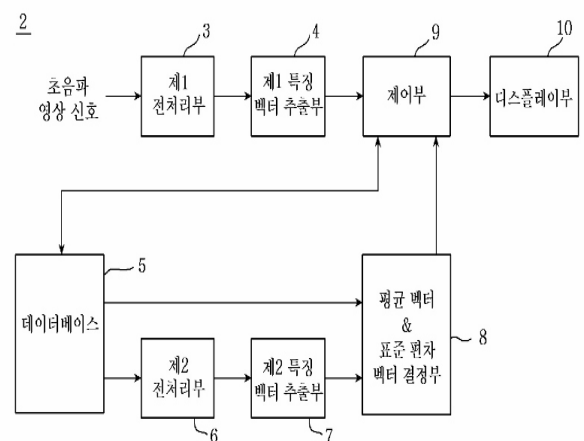 2
3
4
9
10
초음파
영상 신호
제1
전처리부
제1 특징
벡터 추출부
제어부
디스플레이부
5
데이터베이스
평균 벡터
&
표준 편차
벡터 결정부
8
제2
전처리부
제2 특징
벡터 추출부
6
7